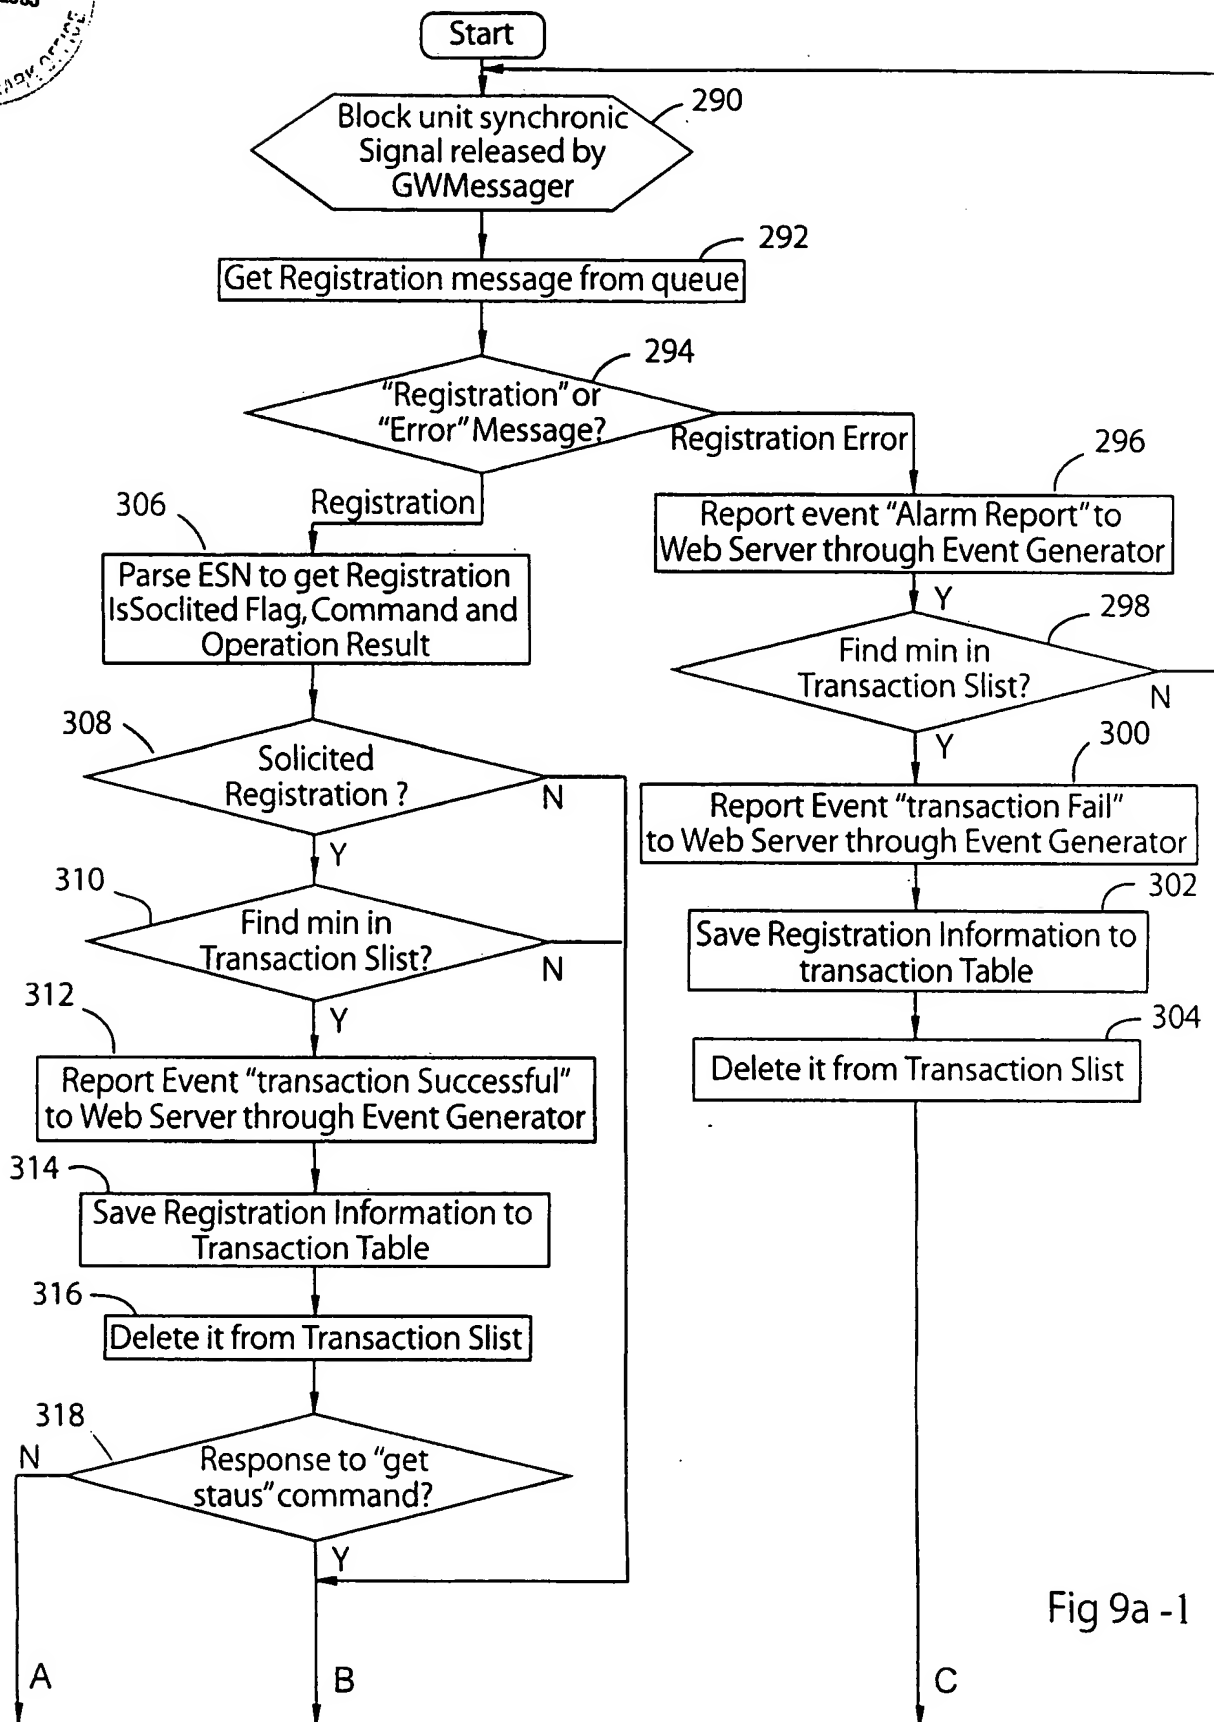 ARK OFFICE
Start
290
Block unit synchronic
Signal released by
GWMessager
292
Get Registration message from queue
294
"Registration" or
"Error" Message?
Registration Error
Registration
296
Report event "Alarm Report" to
Web Server through Event Generator
Y
306
Parse ESN to get Registration
IsSoclited Flag, Command and
Operation Result
298
Find min in
Transaction Slist?
N
Y
308
Solicited
Registration ?
N
Y
300
Report Event "transaction Fail"
to Web Server through Event Generator
310
Find min in
Transaction Slist?
N
Y
302
Save Registration Information to
transaction Table
312
Report Event "transaction Successful"
to Web Server through Event Generator
304
Delete it from Transaction Slist
314
Save Registration Information to
Transaction Table
316
Delete it from Transaction Slist
318
Response to "get
staus" command?
N
Y
Fig 9a -1
A
B
C